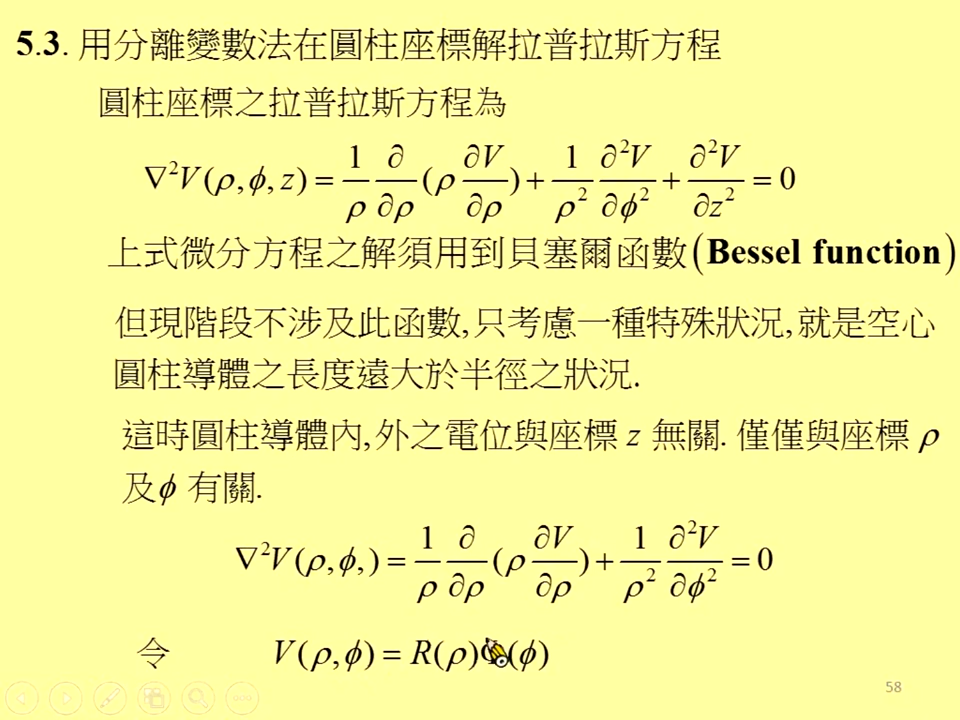 5.3. 用分離變數法在圓柱座標解拉普拉斯方程
圓柱座標之拉普拉斯方程為
∇²V(ρ,ϕ,z) = 1/ρ ∂/∂ρ (ρ ∂V/∂ρ) + 1/ρ² ∂²V/∂ϕ² + ∂²V/∂z² = 0
上式微分方程之解須用到貝塞爾函數(Bessel function)
但現階段不涉及此函數,只考慮一種特殊狀況,就是空心
圓柱導體之長度遠大於半徑之狀況.
這時圓柱導體內,外之電位與座標 z 無關. 僅僅與座標 ρ
及ϕ 有關.
∇²V(ρ,ϕ,) = 1/ρ ∂/∂ρ (ρ ∂V/∂ρ) + 1/ρ² ∂²V/∂ϕ² = 0
令 V(ρ,ϕ) = R(ρ) (ϕ)
58